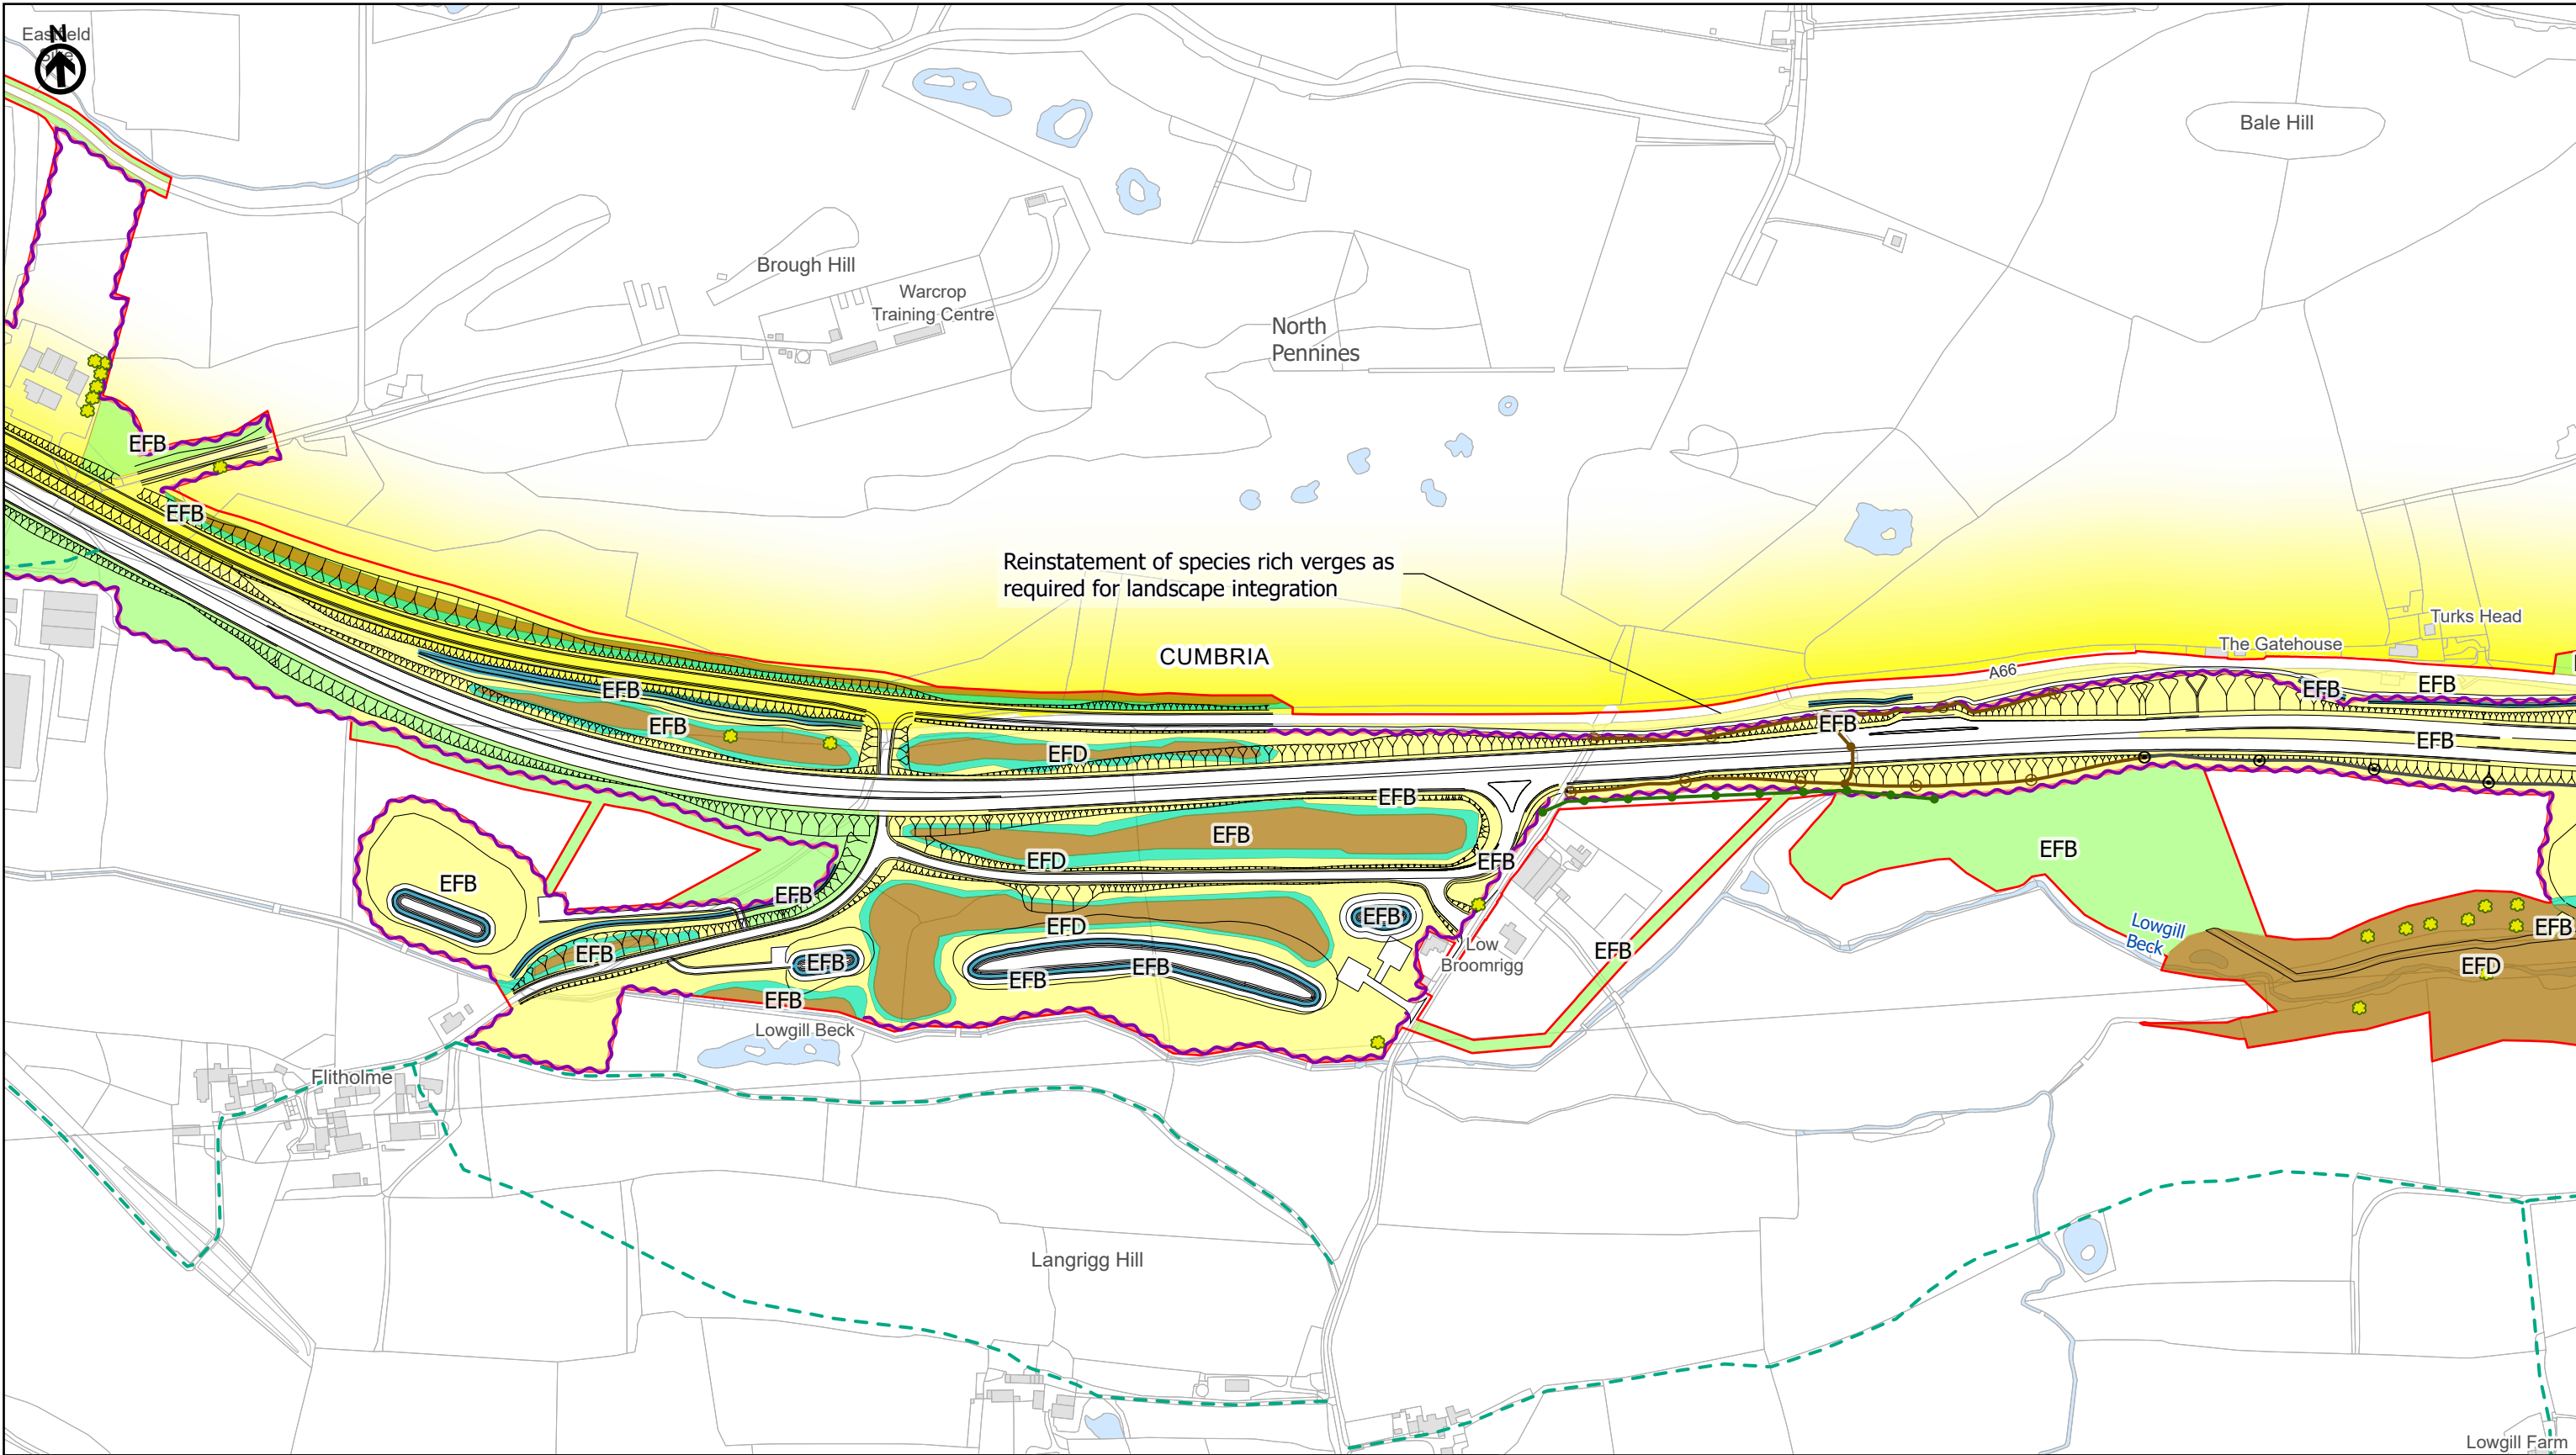 Eastfield
Sike
N
Bale Hill
Brough Hill
Warcrop
Training Centre
North
Pennines
EFB
EFB
Reinstatement of species rich verges as
required for landscape integration
Turks Head
The Gatehouse
CUMBRIA
A66
EFB
EFB
EFB
EFB
EFB
EFB
EFD
EFB
EFB
EFB
EFD
EFB
EFB
EFB
EFB
EFB
EFD
EFB
Lowgill
Beck
EFB
EFB
Low
Broomrigg
EFB
EFB
EFB
EFB
EFD
EFB
Lowgill Beck
Flitholme
Langrigg Hill
Lowgill Farm